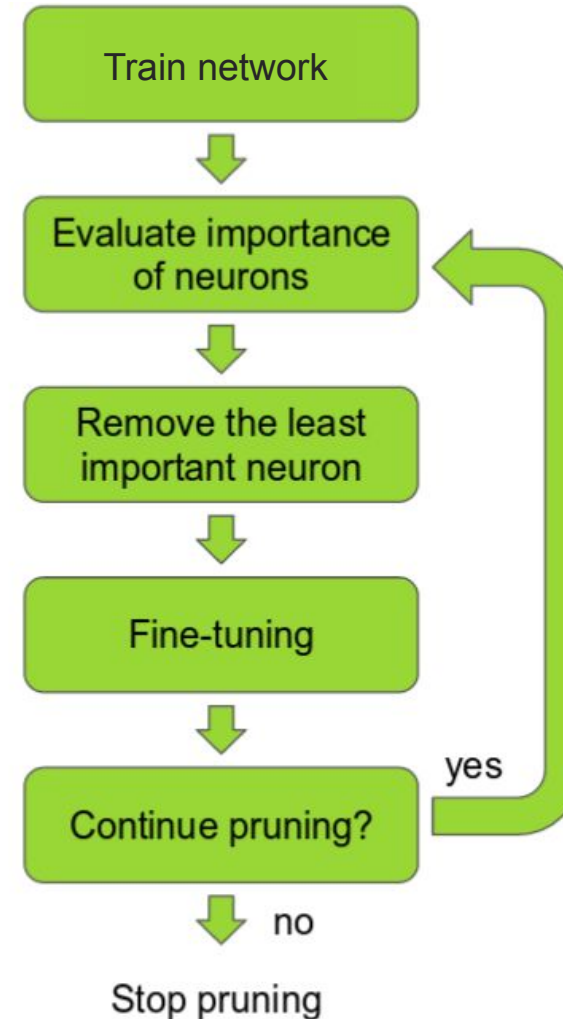 Train network
Evaluate importance
of neurons
Remove the least
important neuron
Fine-tuning
yes
Continue pruning?
no
Stop pruning